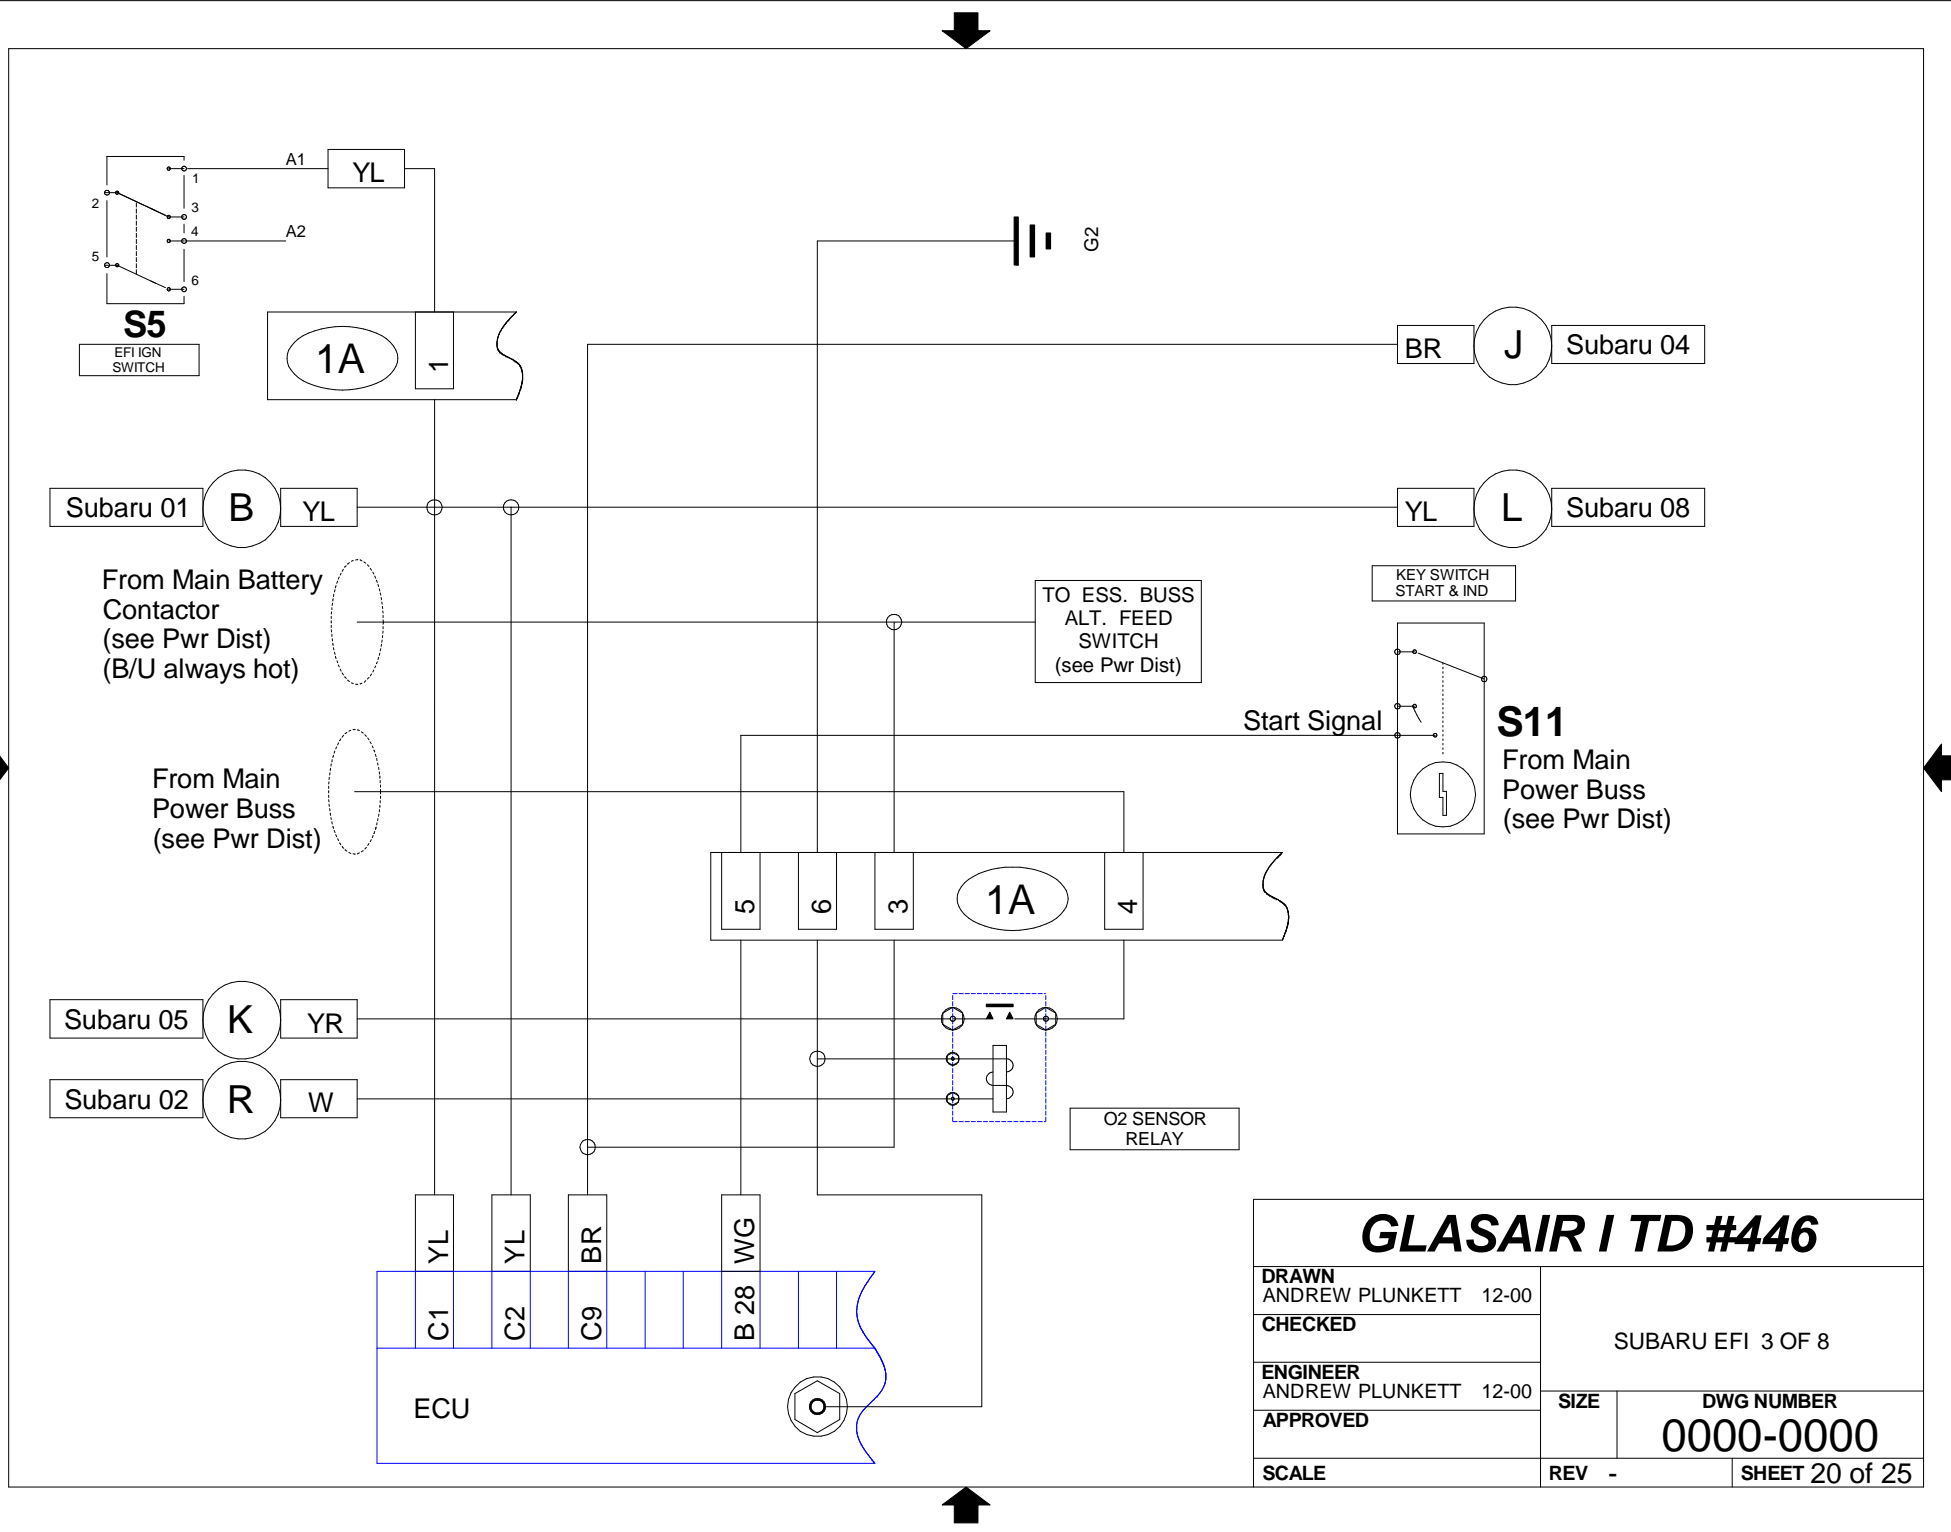 A1
YL
1
2
3
4
A2
5
6
S5
EFI IGN
SWITCH
G2
1A
1
BR
J
Subaru 04
Subaru 01
B
YL
YL
L
Subaru 08
From Main Battery
Contactor
(see Pwr Dist)
(B/U always hot)
TO ESS. BUSS
ALT. FEED
SWITCH
(see Pwr Dist)
KEY SWITCH
START & IND
Start Signal
S11
From Main
Power Buss
(see Pwr Dist)
From Main
Power Buss
(see Pwr Dist)
5
6
3
1A
4
Subaru 05
K
YR
Subaru 02
R
W
O2 SENSOR
RELAY
YL
YL
BR
WG
C1
C2
C9
B 28
ECU
GLASAIR I TD #446
DRAWN
ANDREW PLUNKETT 12-00
CHECKED
ENGINEER
ANDREW PLUNKETT 12-00
APPROVED
SCALE
SUBARU EFI 3 OF 8
SIZE
DWG NUMBER
0000-0000
REV -
SHEET 20 of 25